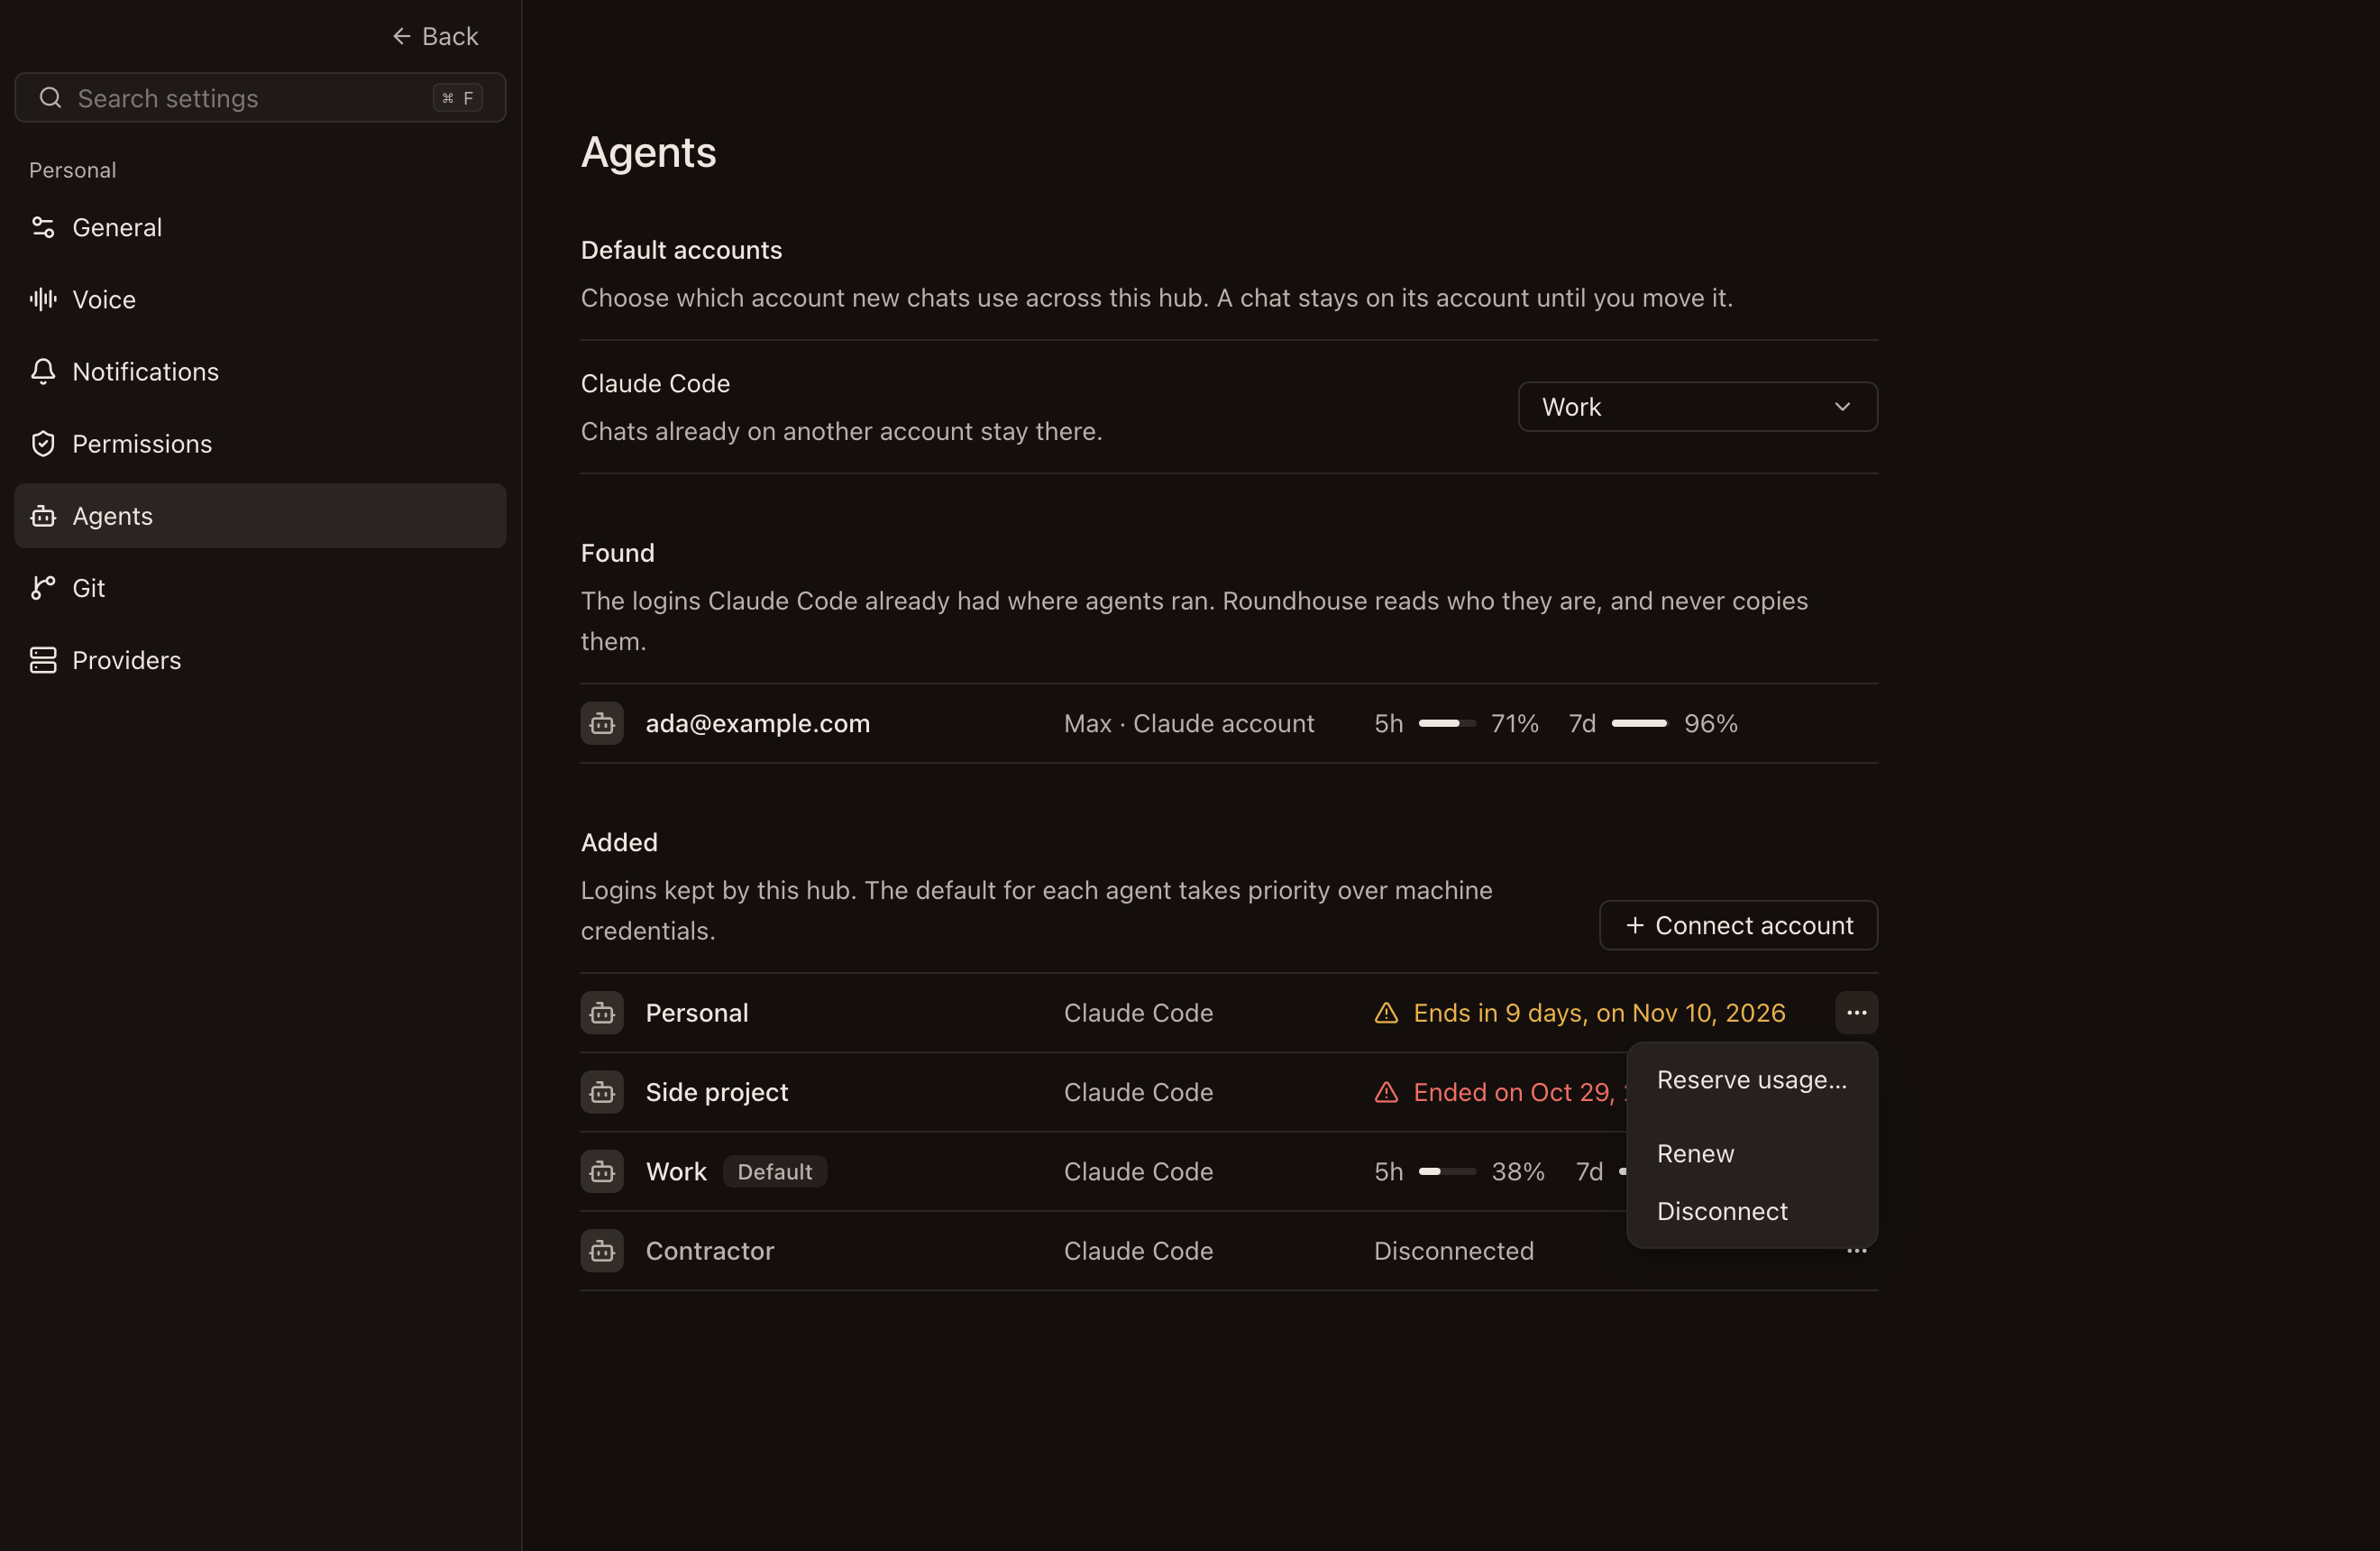 Back
Search settings
⌘ F
Personal
General
Voice
Notifications
Permissions
Agents
Git
Providers
Agents
Default accounts
Choose which account new chats use across this hub. A chat stays on its account until you move it.
Claude Code
Chats already on another account stay there.
Work
Found
The logins Claude Code already had where agents ran. Roundhouse reads who they are, and never copies
them.
ada@example.com Max · Claude account 5h 71% 7d 96%
Added
Logins kept by this hub. The default for each agent takes priority over machine
credentials.
Connect account
Personal Claude Code Ends in 9 days, on Nov 10, 2026
Side project Claude Code Ended on Oct 29,
Work Default Claude Code 5h 38% 7d
Contractor Claude Code Disconnected
Reserve usage...
Renew
Disconnect